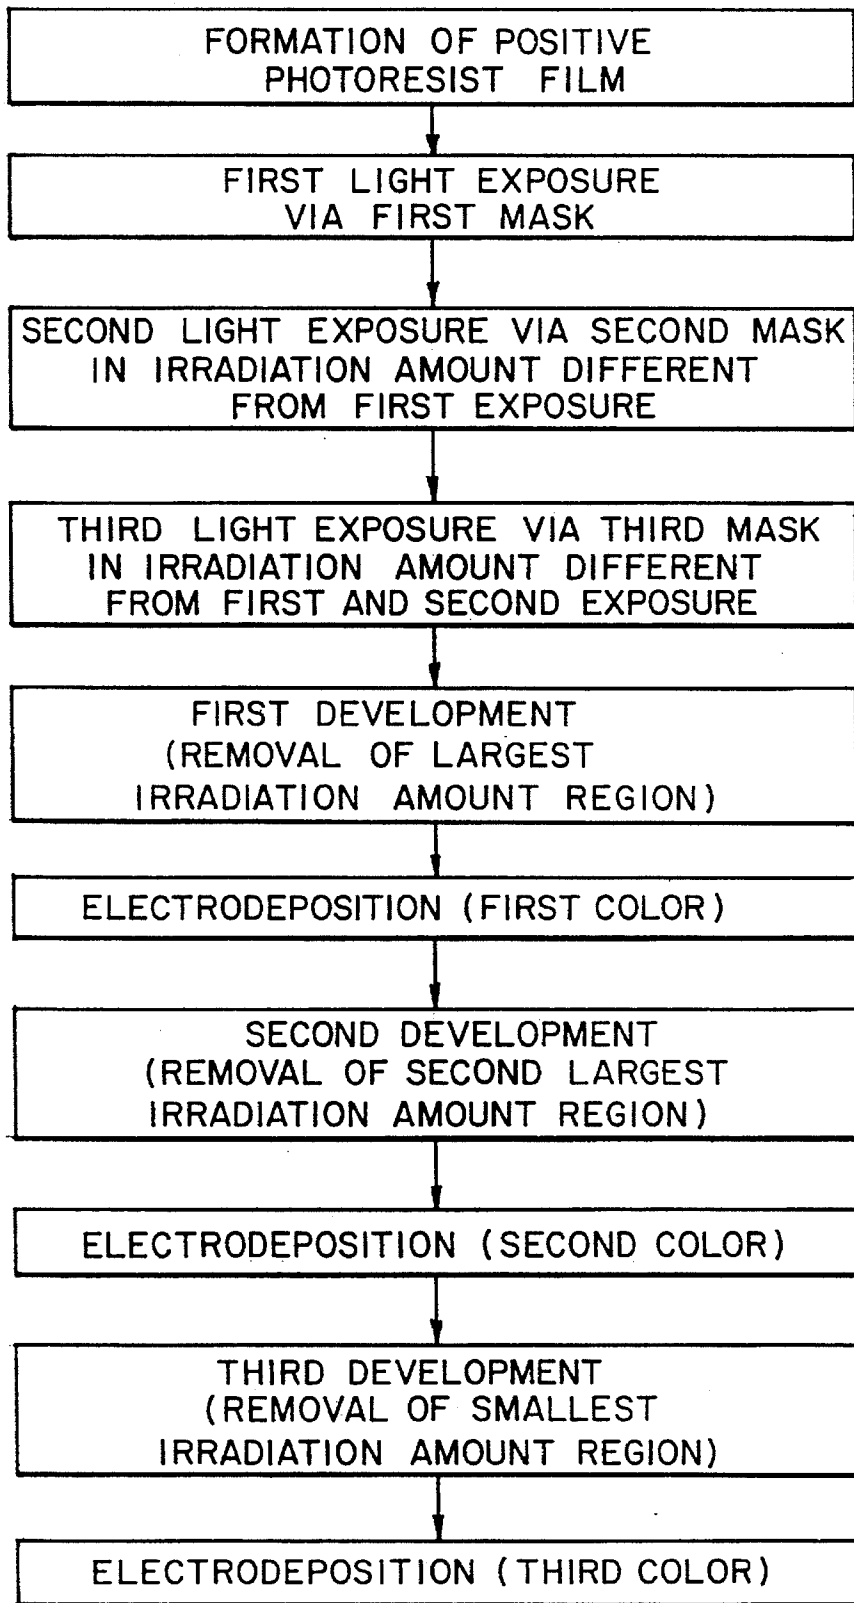 FORMATION OF POSITIVE
PHOTORESIST FILM
FIRST LIGHT EXPOSURE
VIA FIRST MASK
SECOND LIGHT EXPOSURE VIA SECOND MASK
IN IRRADIATION AMOUNT DIFFERENT
FROM FIRST EXPOSURE
THIRD LIGHT EXPOSURE VIA THIRD MASK
IN IRRADIATION AMOUNT DIFFERENT
FROM FIRST AND SECOND EXPOSURE
FIRST DEVELOPMENT
(REMOVAL OF LARGEST
IRRADIATION AMOUNT REGION)
ELECTRODEPOSITION (FIRST COLOR)
SECOND DEVELOPMENT
(REMOVAL OF SECOND LARGEST
IRRADIATION AMOUNT REGION)
ELECTRODEPOSITION (SECOND COLOR)
THIRD DEVELOPMENT
(REMOVAL OF SMALLEST
IRRADIATION AMOUNT REGION)
ELECTRODEPOSITION (THIRD COLOR)